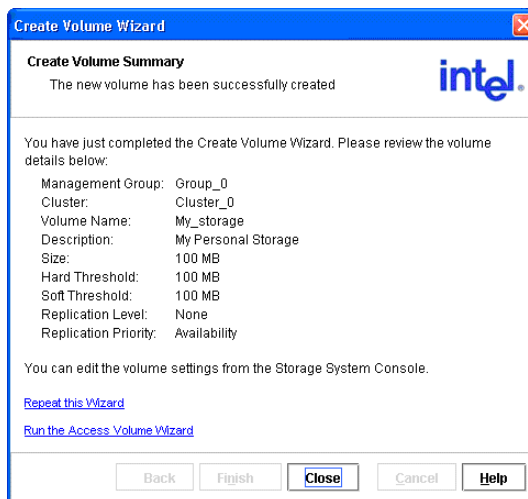 Create Volume Wizard
Create Volume Summary
The new volume has been successfully created
intel.
You have just completed the Create Volume Wizard. Please review the volume
details below:
Management Group: Group_0
Cluster: Cluster_0
Volume Name: My_storage
Description: My Personal Storage
Size: 100 MB
Hard Threshold: 100 MB
Soft Threshold: 100 MB
Replication Level: None
Replication Priority: Availability
You can edit the volume settings from the Storage System Console.
Repeat this Wizard
Run the Access Volume Wizard
Back Finish Close Cancel Help